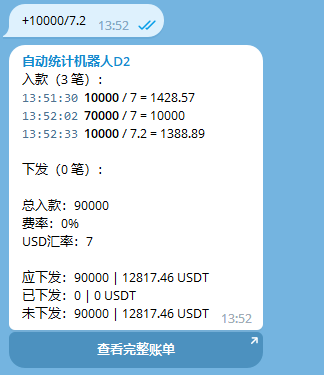 +10000/7.2 13:52
自动统计机器人D2
入款（3 笔）：
13:51:30 10000 / 7 = 1428.57
13:52:02 70000 / 7 = 10000
13:52:33 10000 / 7.2 = 1388.89
下发（0 笔）：
总入款：90000
费率：0%
USD汇率：7
应下发：90000 | 12817.46 USDT
已下发：0 | 0 USDT
未下发：90000 | 12817.46 USDT 13:52
查看完整账单